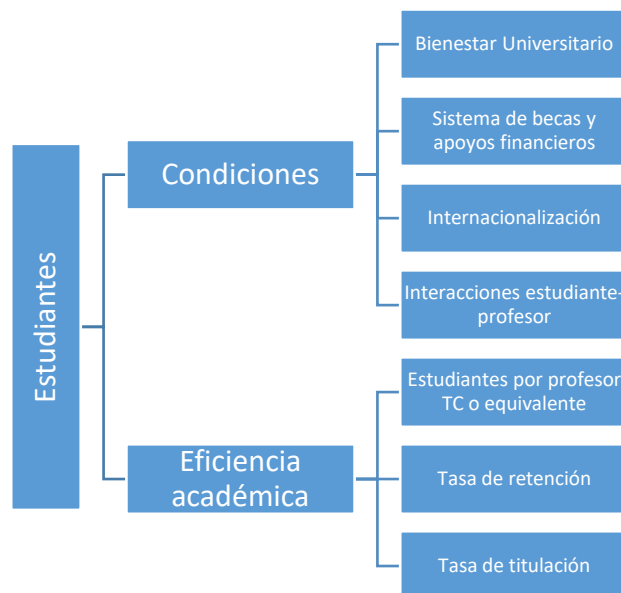 Estudiantes
Condiciones
Bienestar Universitario
Sistema de becas y
apoyos financieros
Internacionalización
Interacciones estudiante-
profesor
Eficiencia
académica
Estudiantes por profesor
TC o equivalente
Tasa de retención
Tasa de titulación